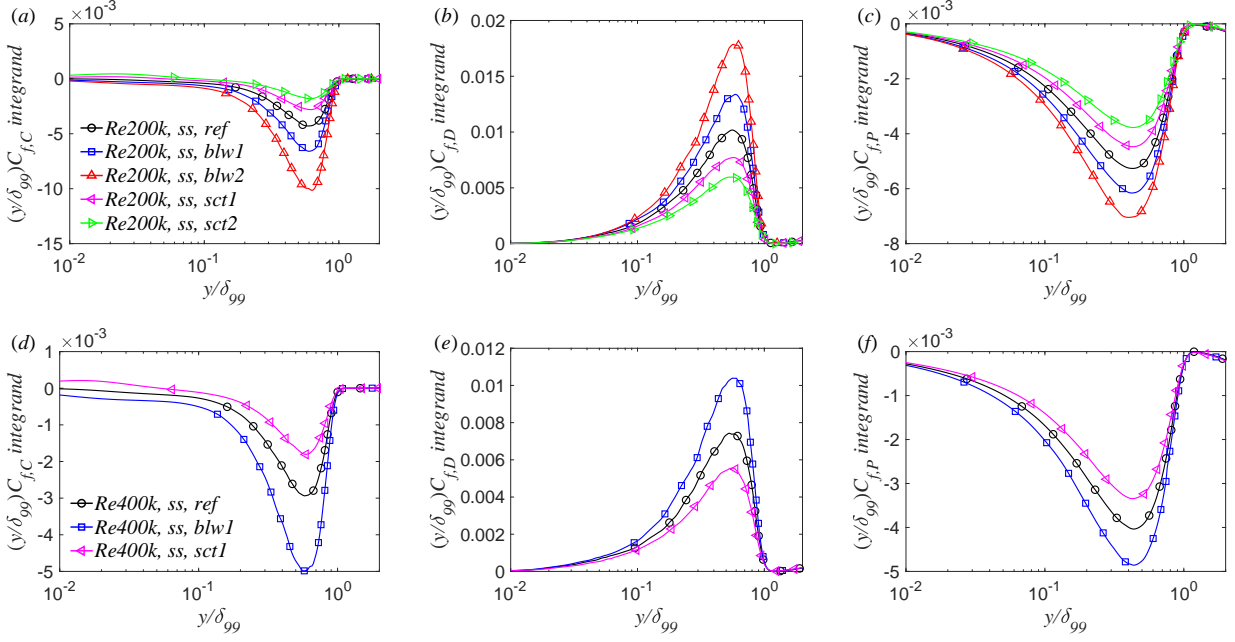 (a)
×10⁻³
5
0
-5
-10
-15
(y/δ₉₉)C_{f,C} integrand
Re200k, ss, ref
Re200k, ss, blw1
Re200k, ss, blw2
Re200k, ss, sct1
Re200k, ss, sct2
10⁻² 10⁻¹ 10⁰
y/δ₉₉
(b)
0.02
0.015
0.01
0.005
0
(y/δ₉₉)C_{f,D} integrand
10⁻² 10⁻¹ 10⁰
y/δ₉₉
(c)
×10⁻³
0
-2
-4
-6
-8
(y/δ₉₉)C_{f,P} integrand
10⁻² 10⁻¹ 10⁰
y/δ₉₉
(d)
×10⁻³
1
0
-1
-2
-3
-4
-5
(y/δ₉₉)C_{f,C} integrand
Re400k, ss, ref
Re400k, ss, blw1
Re400k, ss, sct1
10⁻² 10⁻¹ 10⁰
y/δ₉₉
(e)
0.012
0.01
0.008
0.006
0.004
0.002
0
(y/δ₉₉)C_{f,D} integrand
10⁻² 10⁻¹ 10⁰
y/δ₉₉
(f)
×10⁻³
0
-1
-2
-3
-4
-5
(y/δ₉₉)C_{f,P} integrand
10⁻² 10⁻¹ 10⁰
y/δ₉₉